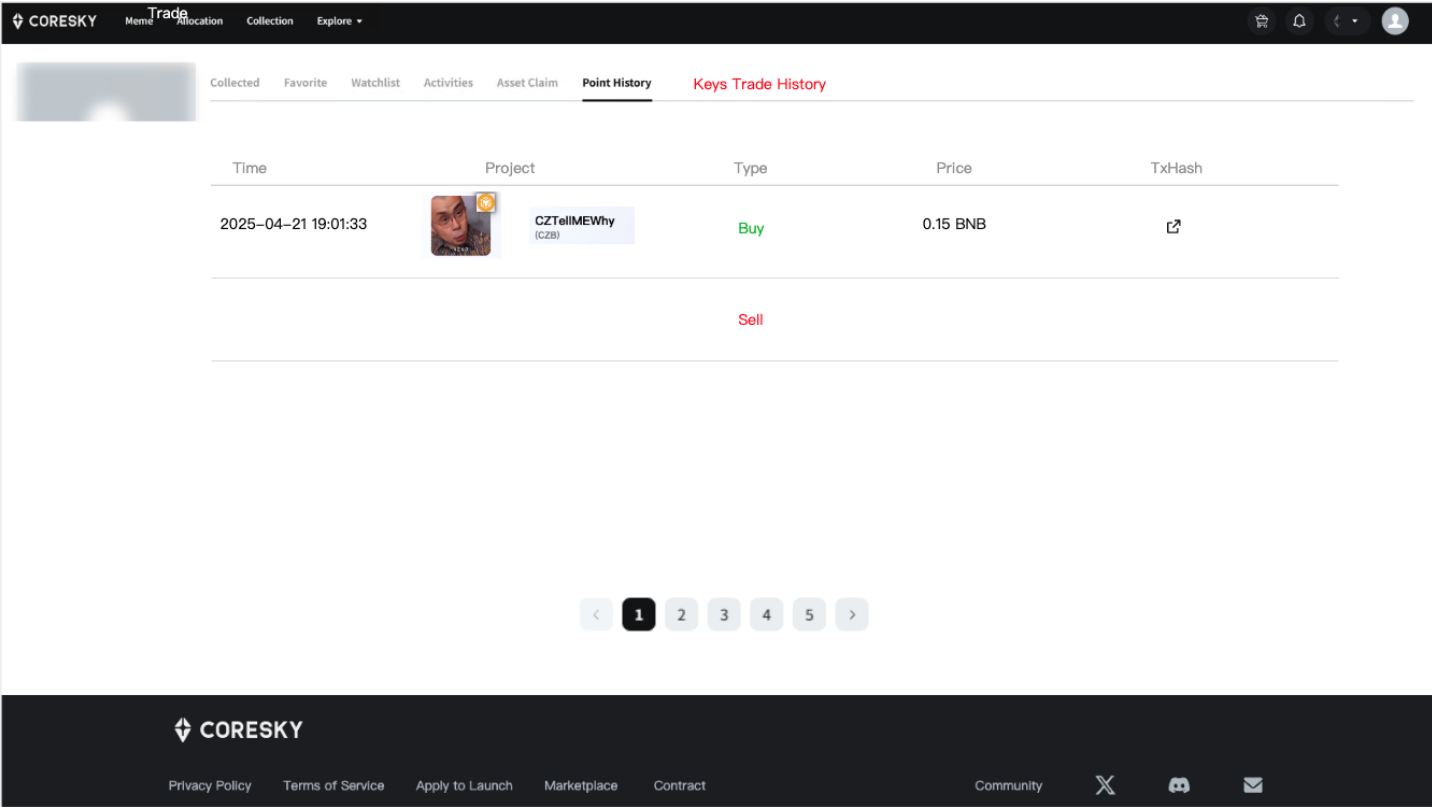 CORESKY Meme Trade Allocation Collection Explore
Collected Favorite Watchlist Activities Asset Claim Point History Keys Trade History
Time Project Type Price TxHash
2025-04-21 19:01:33 CZTellMEWhy Buy 0.15 BNB
(CZB)
Sell
1 2 3 4 5
CORESKY
Privacy Policy Terms of Service Apply to Launch Marketplace Contract Community